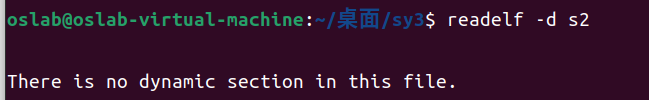 oslab@oslab-virtual-machine:~/桌面/sy3$ readelf -d s2
There is no dynamic section in this file.